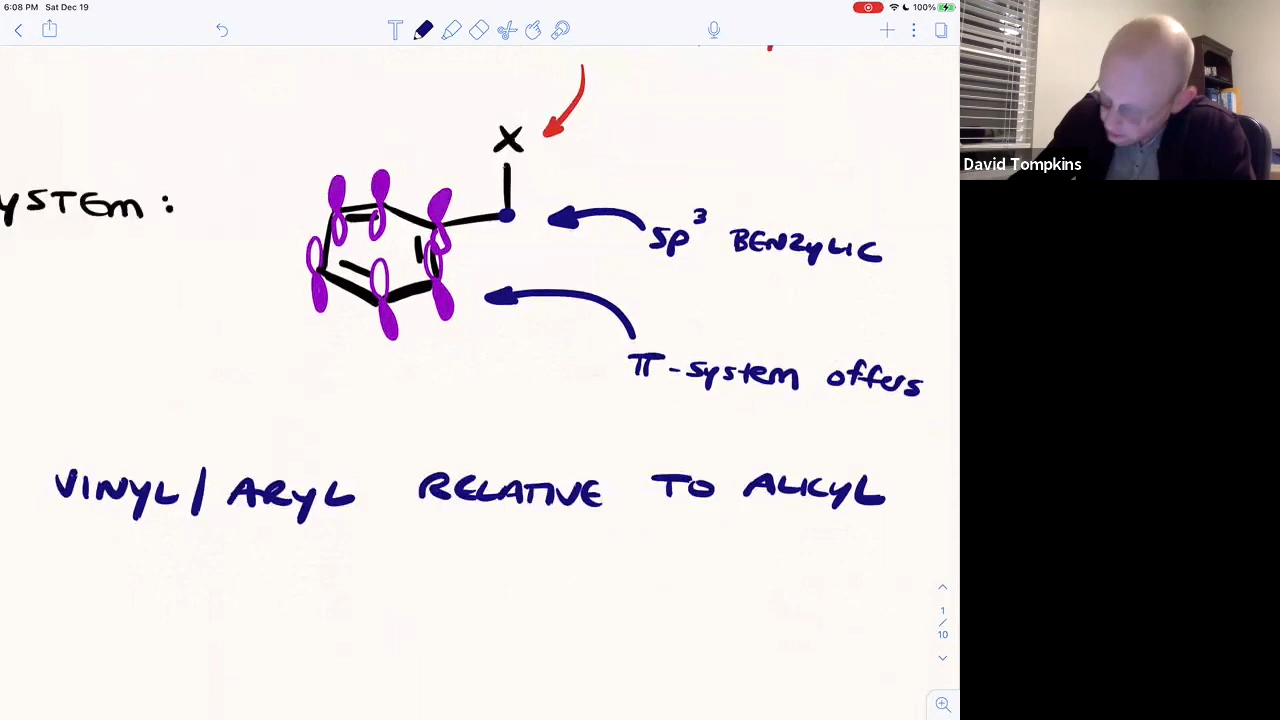 6:08 PM Sat Dec 19
100%
X
YSTEM:
SP3 BENZYLIC
David Tompkins
π-system offers
VINYL/ARYL RELATIVE TO ALKYL
1
/
10